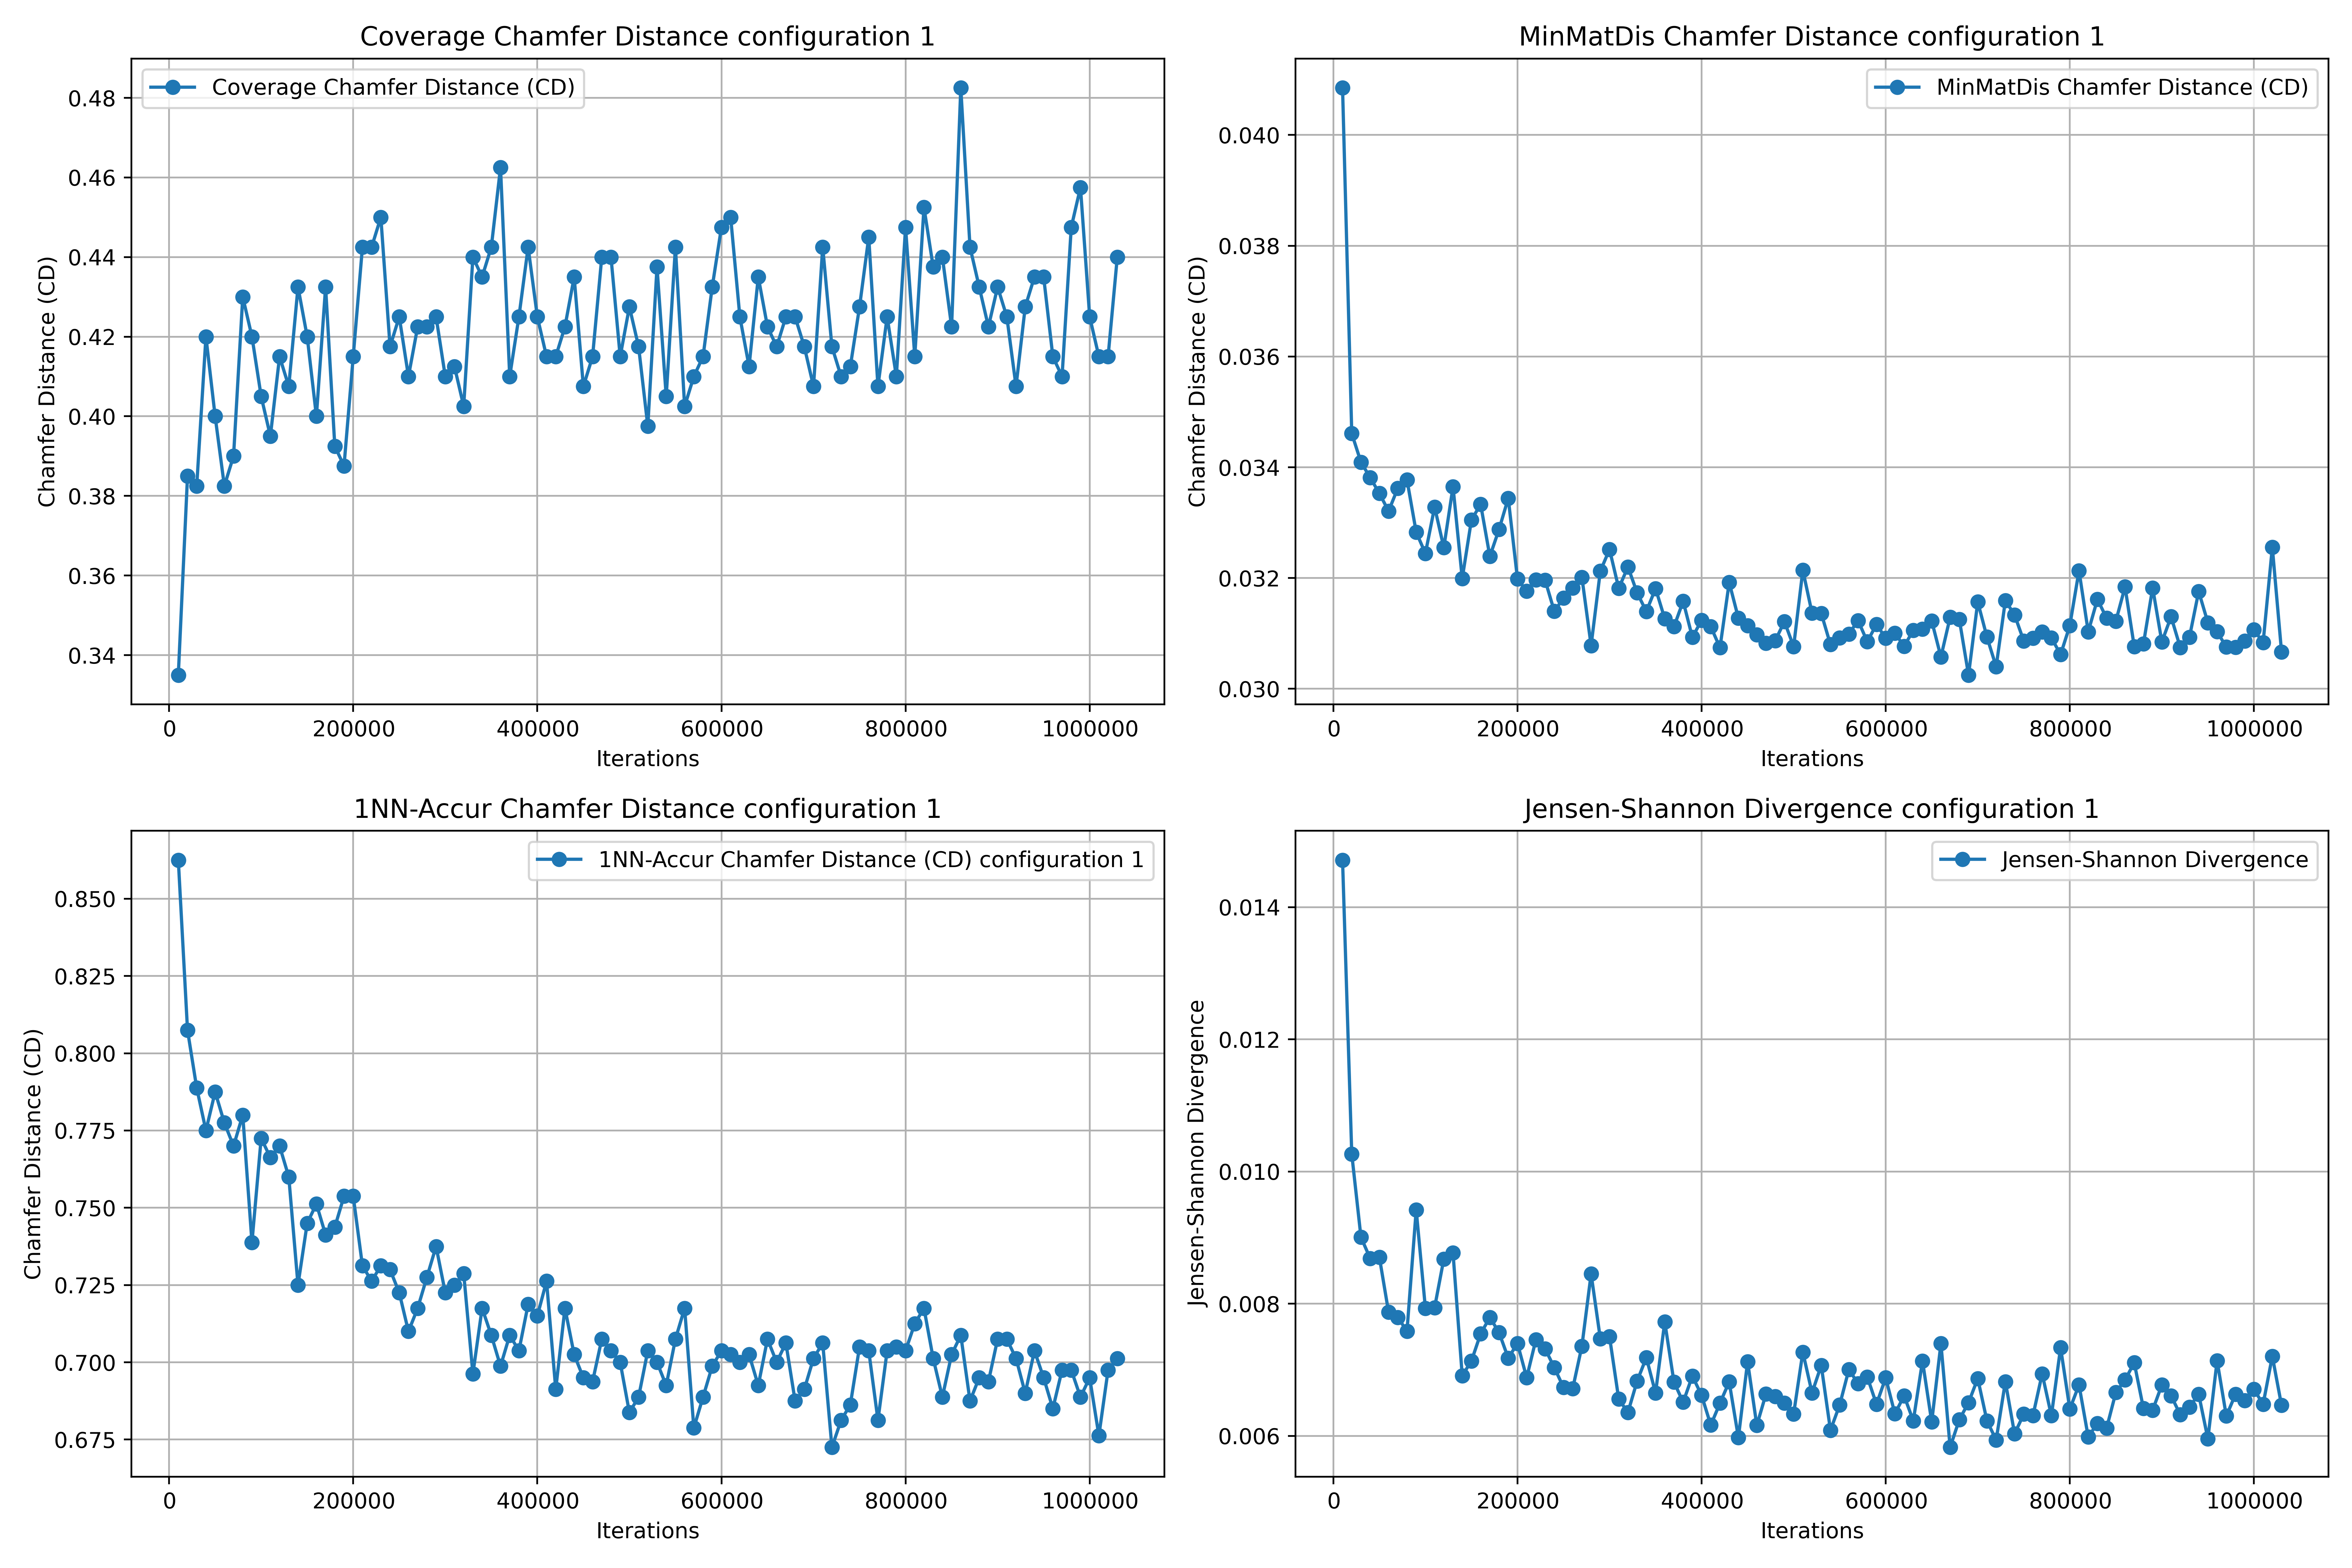 Coverage Chamfer Distance configuration 1
Coverage Chamfer Distance (CD)
Chamfer Distance (CD)
0.48
0.46
0.44
0.42
0.40
0.38
0.36
0.34
0 200000 400000 600000 800000 1000000
Iterations
MinMatDis Chamfer Distance configuration 1
MinMatDis Chamfer Distance (CD)
Chamfer Distance (CD)
0.040
0.038
0.036
0.034
0.032
0.030
0 200000 400000 600000 800000 1000000
Iterations
1NN-Accur Chamfer Distance configuration 1
1NN-Accur Chamfer Distance (CD) configuration 1
Chamfer Distance (CD)
0.850
0.825
0.800
0.775
0.750
0.725
0.700
0.675
0 200000 400000 600000 800000 1000000
Iterations
Jensen-Shannon Divergence configuration 1
Jensen-Shannon Divergence
Jensen-Shannon Divergence
0.014
0.012
0.010
0.008
0.006
0 200000 400000 600000 800000 1000000
Iterations